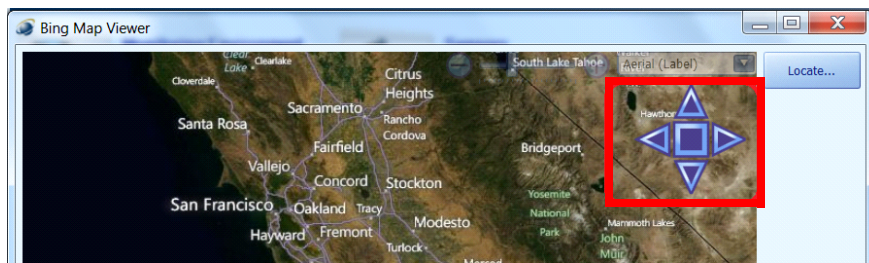 Bing Map Viewer
Clear Lake
Clearlake
South Lake Tahoe
Aerial (Label)
Locate...
Cloverdale
Citrus Heights
Sacramento
Rancho Cordova
Hawthor
Santa Rosa
Fairfield
Bridgeport
Vallejo
Concord
Stockton
Yosemite National Park
San Francisco
Oakland
Tracy
Modesto
Mammoth Lakes
Hayward
Fremont
Turlock
John Muir
Merced